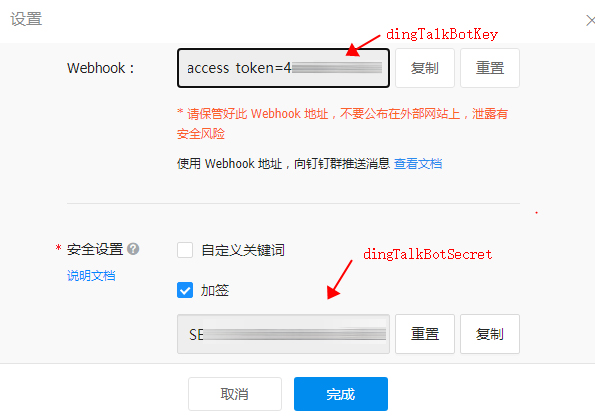 设置
dingTalkBotKey
Webhook：
access token=4
复制
重置
* 请保管好此 Webhook 地址，不要公布在外部网站上，泄露有
安全风险
使用 Webhook 地址，向钉钉群推送消息 查看文档
* 安全设置
自定义关键词
说明文档
dingTalkBotSecret
加签
SE
重置
复制
取消
完成